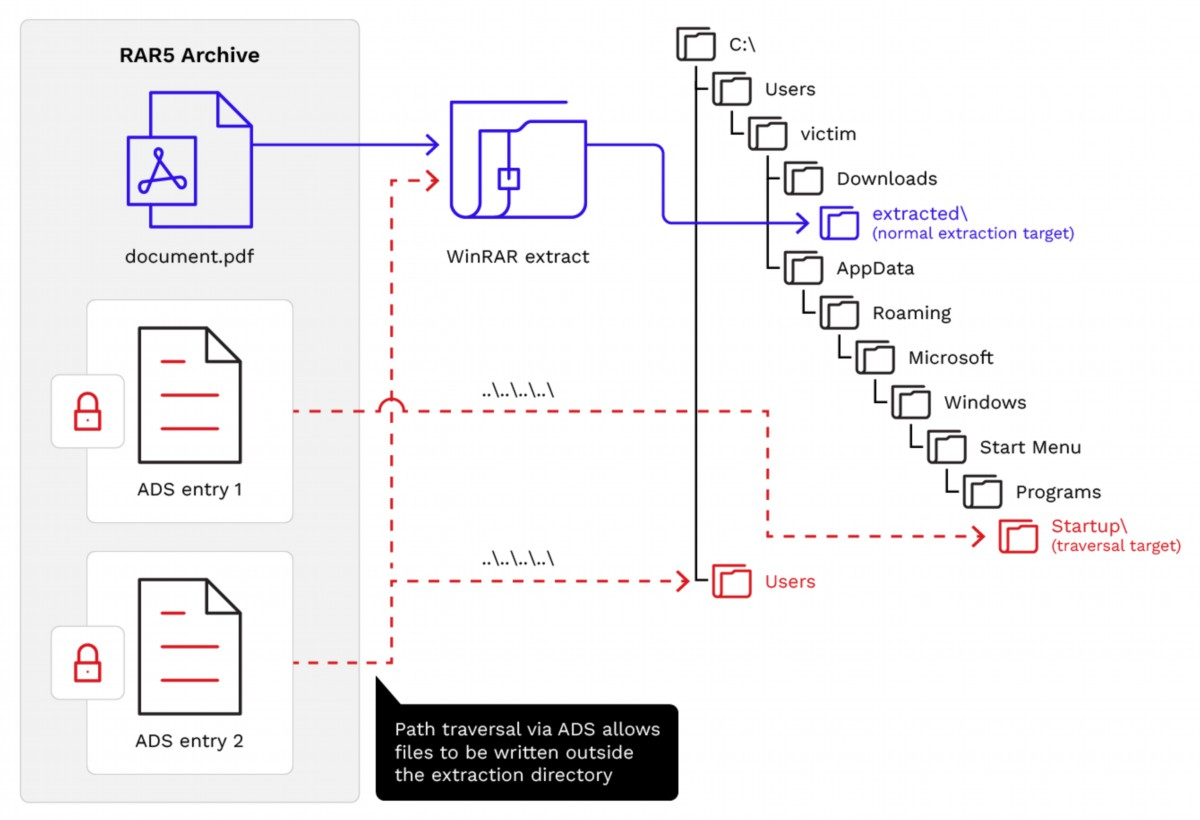 RAR5 Archive
document.pdf
ADS entry 1
ADS entry 2
WinRAR extract
..\..\..\..\
..\..\..\..\
Path traversal via ADS allows
files to be written outside
the extraction directory
C:\
Users
victim
Downloads
extracted\
(normal extraction target)
AppData
Roaming
Microsoft
Windows
Start Menu
Programs
Startup\
(traversal target)
Users